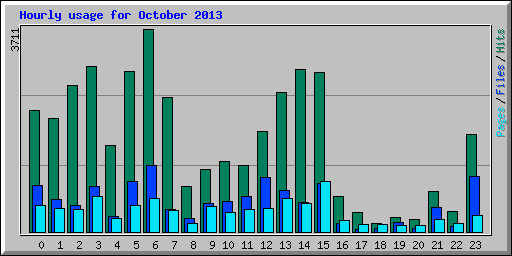 Hourly usage for October 2013
3711
Pages/Files/Hits
0 1 2 3 4 5 6 7 8 9 10 11 12 13 14 15 16 17 18 19 20 21 22 23